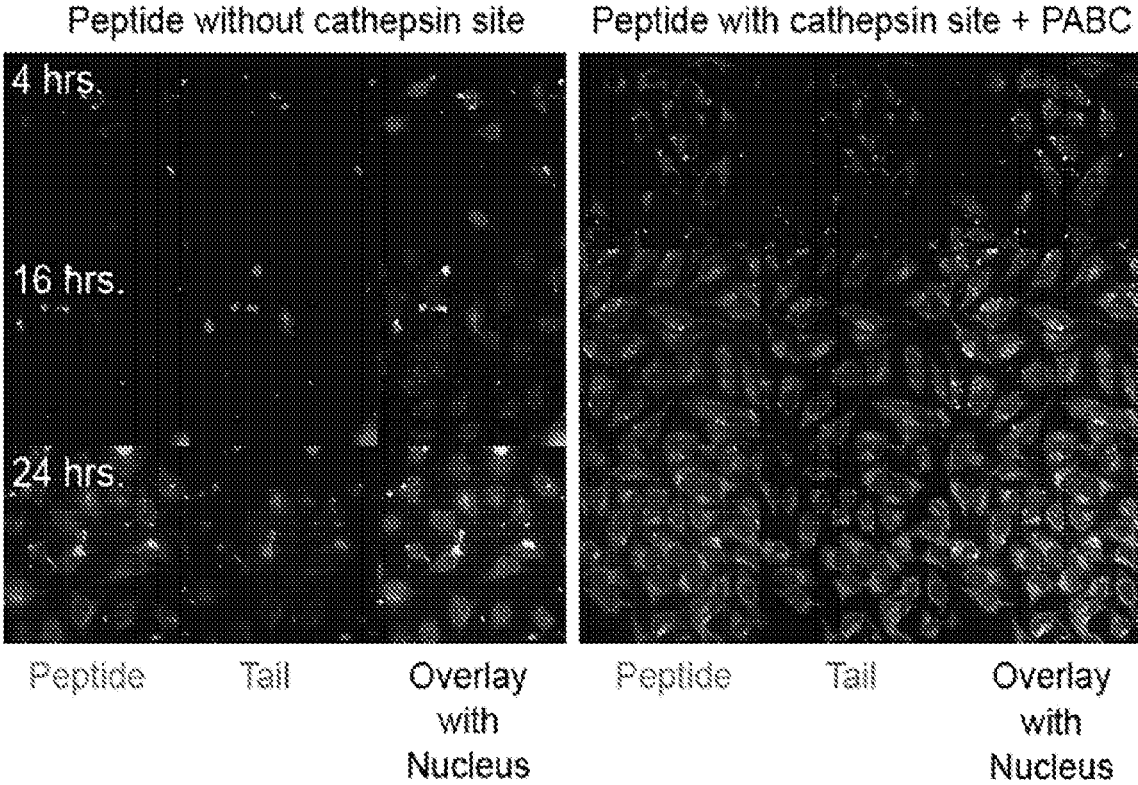 Peptide without cathepsin site
Peptide with cathepsin site + PABC
4 hrs.
16 hrs.
24 hrs.
Peptide
Tail
Overlay
with
Nucleus
Peptide
Tail
Overlay
with
Nucleus